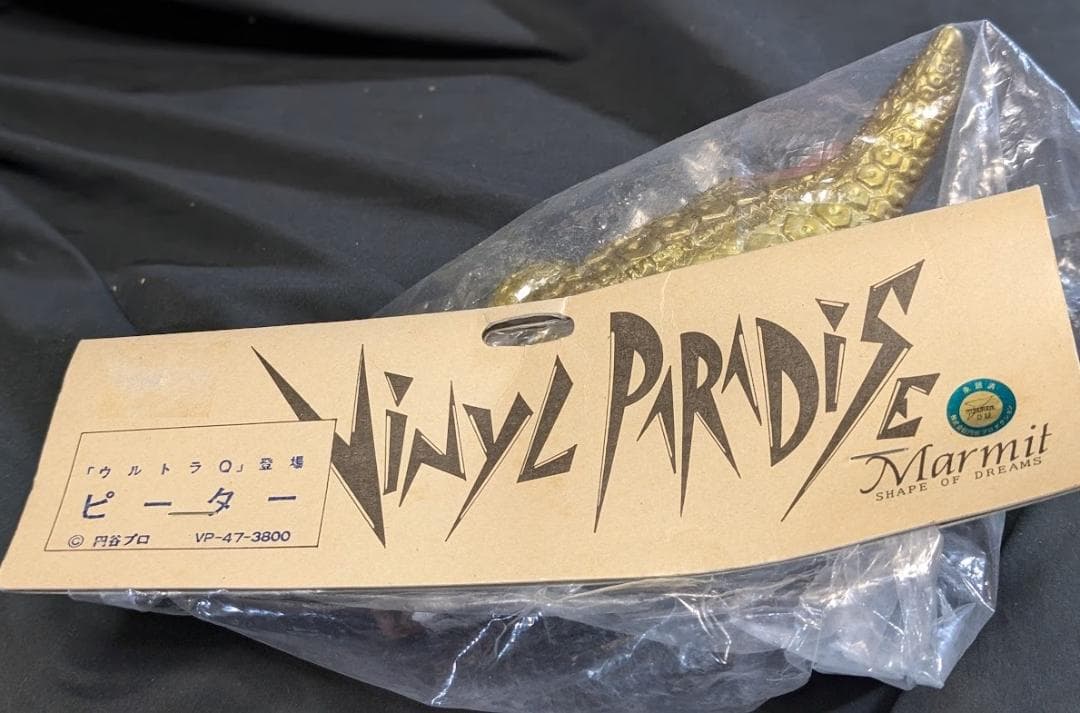 VINYL PARADISE
Marmit
SHAPE OF DREAMS
「ウルトラQ」登場
ピーター
© 円谷プロ VP-47-3800